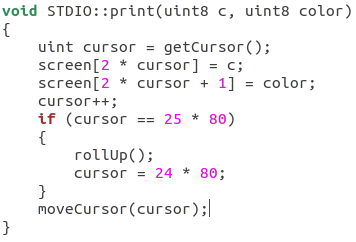 void STDIO::print(uint8 c, uint8 color)
{
    uint cursor = getCursor();
    screen[2 * cursor] = c;
    screen[2 * cursor + 1] = color;
    cursor++;
    if (cursor == 25 * 80)
    {
        rollUp();
        cursor = 24 * 80;
    }
    moveCursor(cursor);
}